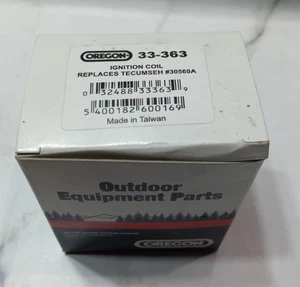 OREGON 33-363
IGNITION COIL
REPLACES TECUMSEH #30560A
0 32488 33363 9
5 400182 600169
Made in Taiwan
Outdoor
Equipment Parts
OREGON